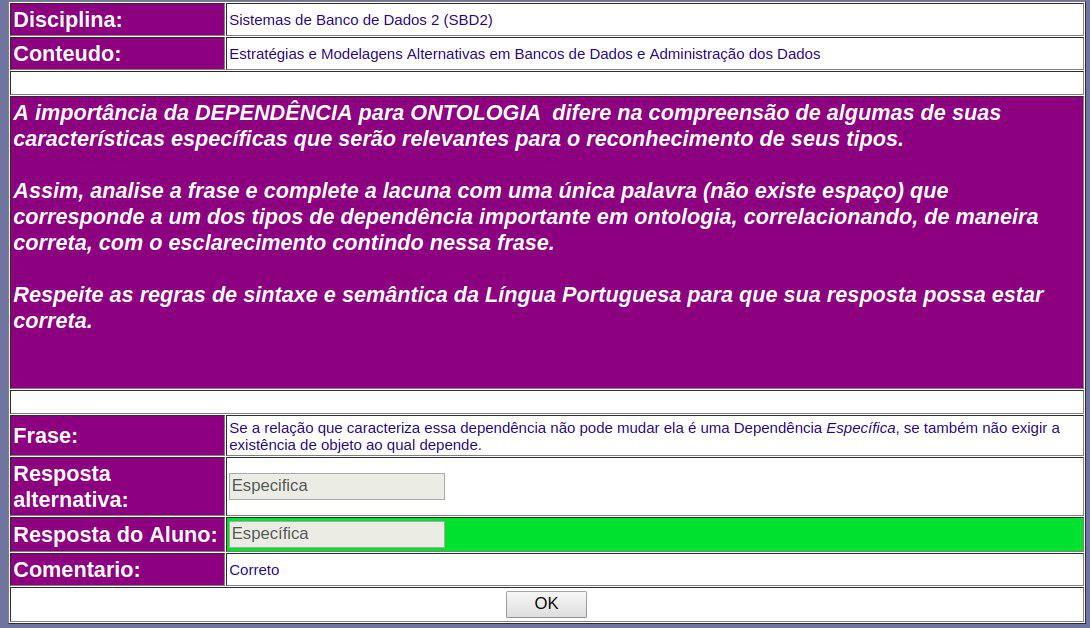 Disciplina: Sistemas de Banco de Dados 2 (SBD2)
Conteudo: Estratégias e Modelagens Alternativas em Bancos de Dados e Administração dos Dados
A importância da DEPENDÊNCIA para ONTOLOGIA difere na compreensão de algumas de suas
características específicas que serão relevantes para o reconhecimento de seus tipos.
Assim, analise a frase e complete a lacuna com uma única palavra (não existe espaço) que
corresponde a um dos tipos de dependência importante em ontologia, correlacionando, de maneira
correta, com o esclarecimento contindo nessa frase.
Respeite as regras de sintaxe e semântica da Língua Portuguesa para que sua resposta possa estar
correta.
Frase: Se a relação que caracteriza essa dependência não pode mudar ela é uma Dependência Específica, se também não exigir a
existência de objeto ao qual depende.
Resposta
alternativa: Especifica
Resposta do Aluno: Específica
Comentario: Correto
OK